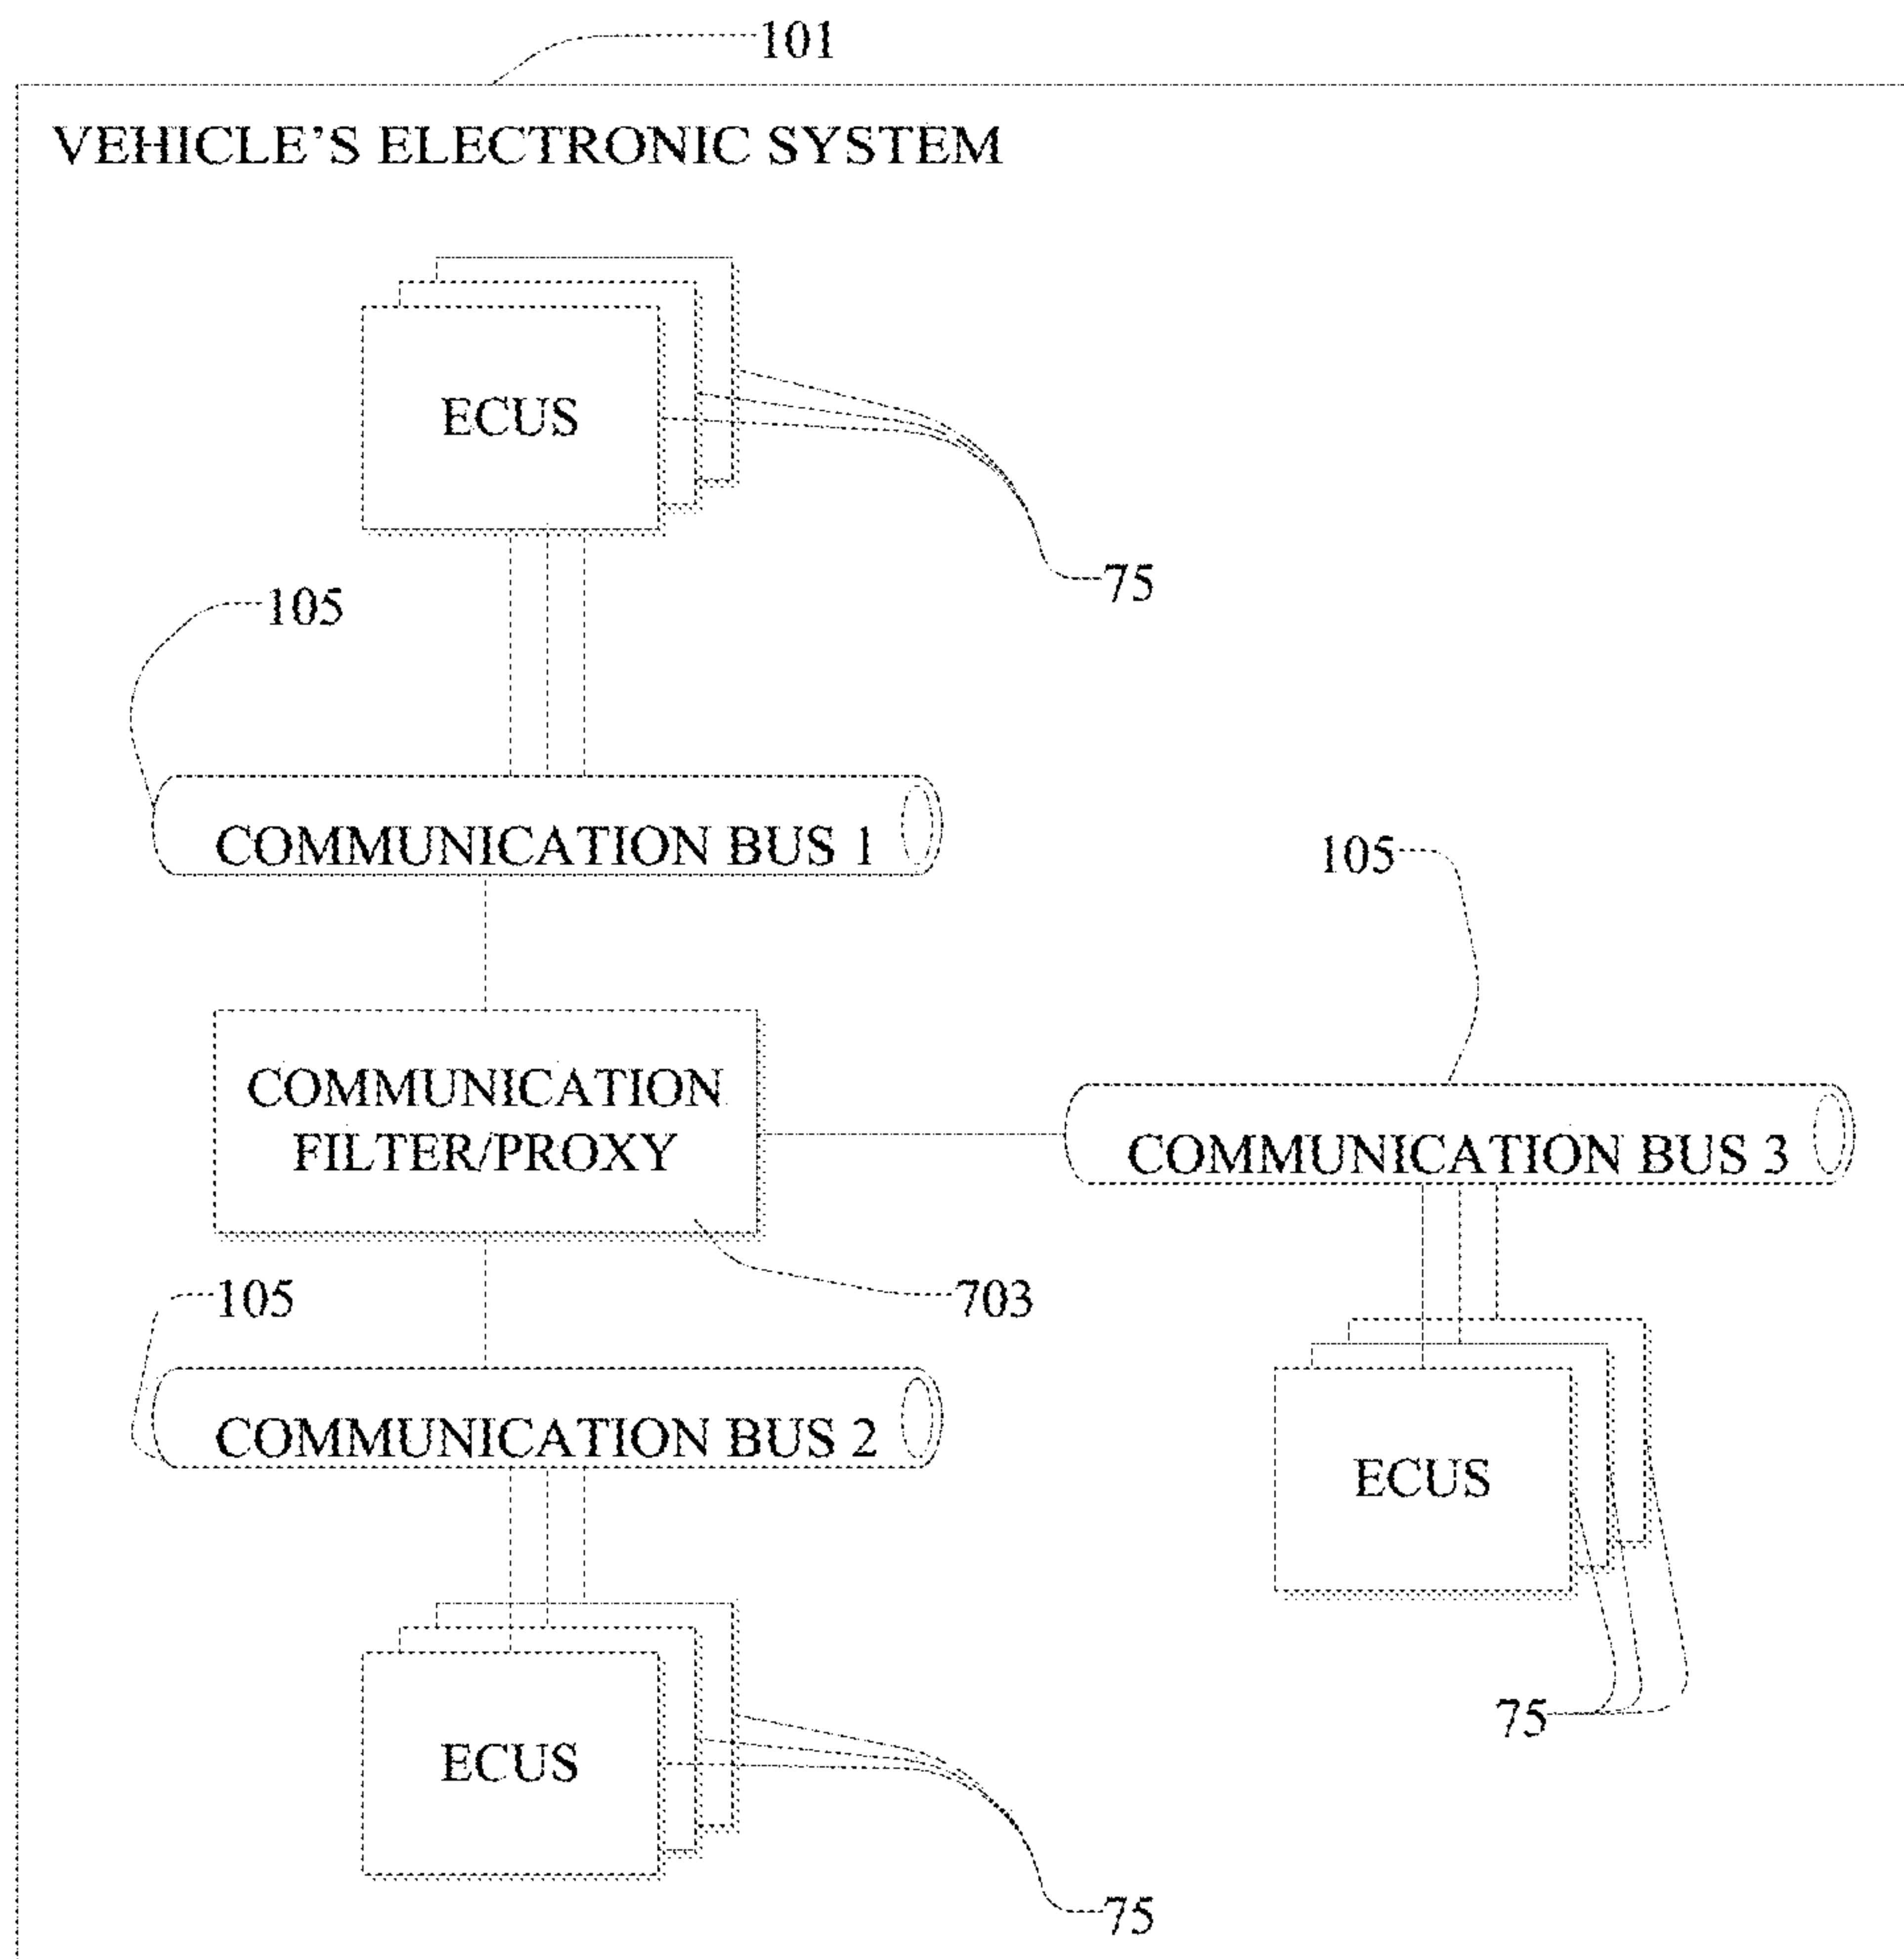 101
VEHICLE'S ELECTRONIC SYSTEM
ECUS
75
105
COMMUNICATION BUS 1
105
COMMUNICATION
FILTER/PROXY
COMMUNICATION BUS 3
105
703
COMMUNICATION BUS 2
ECUS
75
ECUS
75